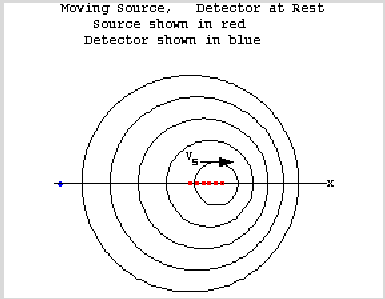 Moving Source,   Detector at Rest
Source shown in red
Detector shown in blue
Vs
X